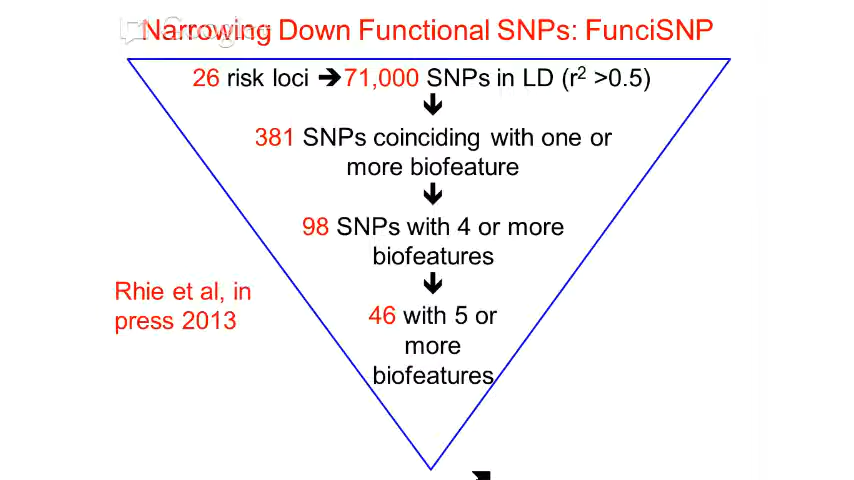 Narrowing Down Functional SNPs: FunciSNP
26 risk loci ➔71,000 SNPs in LD (r² >0.5)
381 SNPs coinciding with one or
more biofeature
98 SNPs with 4 or more
biofeatures
Rhie et al, in
press 2013
46 with 5 or
more
biofeatures